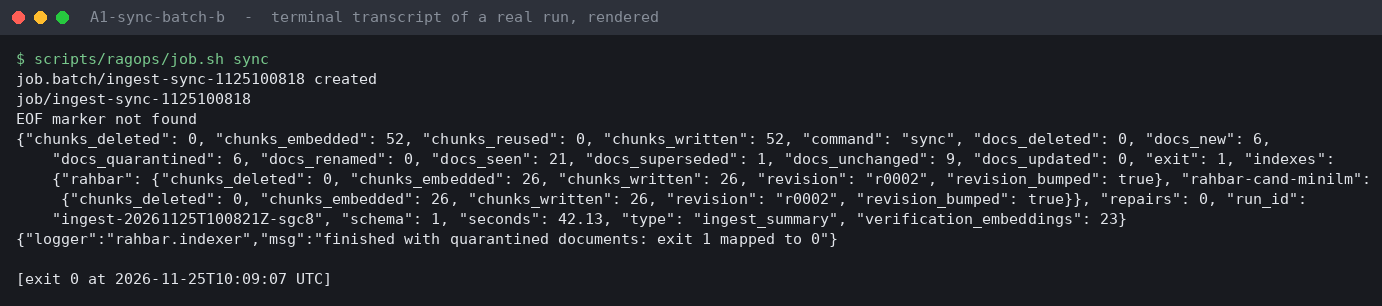 A1-sync-batch-b  -  terminal transcript of a real run, rendered
$ scripts/ragops/job.sh sync
job.batch/ingest-sync-1125100818 created
job/ingest-sync-1125100818
EOF marker not found
{"chunks_deleted": 0, "chunks_embedded": 52, "chunks_reused": 0, "chunks_written": 52, "command": "sync", "docs_deleted": 0, "docs_new": 6,
    "docs_quarantined": 6, "docs_renamed": 0, "docs_seen": 21, "docs_superseded": 1, "docs_unchanged": 9, "docs_updated": 0, "exit": 1, "indexes":
    {"rahbar": {"chunks_deleted": 0, "chunks_embedded": 26, "chunks_written": 26, "revision": "r0002", "revision_bumped": true}, "rahbar-cand-minilm":
     {"chunks_deleted": 0, "chunks_embedded": 26, "chunks_written": 26, "revision": "r0002", "revision_bumped": true}}, "repairs": 0, "run_id":
    "ingest-20261125T100821Z-sgc8", "schema": 1, "seconds": 42.13, "type": "ingest_summary", "verification_embeddings": 23}
{"logger":"rahbar.indexer","msg":"finished with quarantined documents: exit 1 mapped to 0"}
[exit 0 at 2026-11-25T10:09:07 UTC]